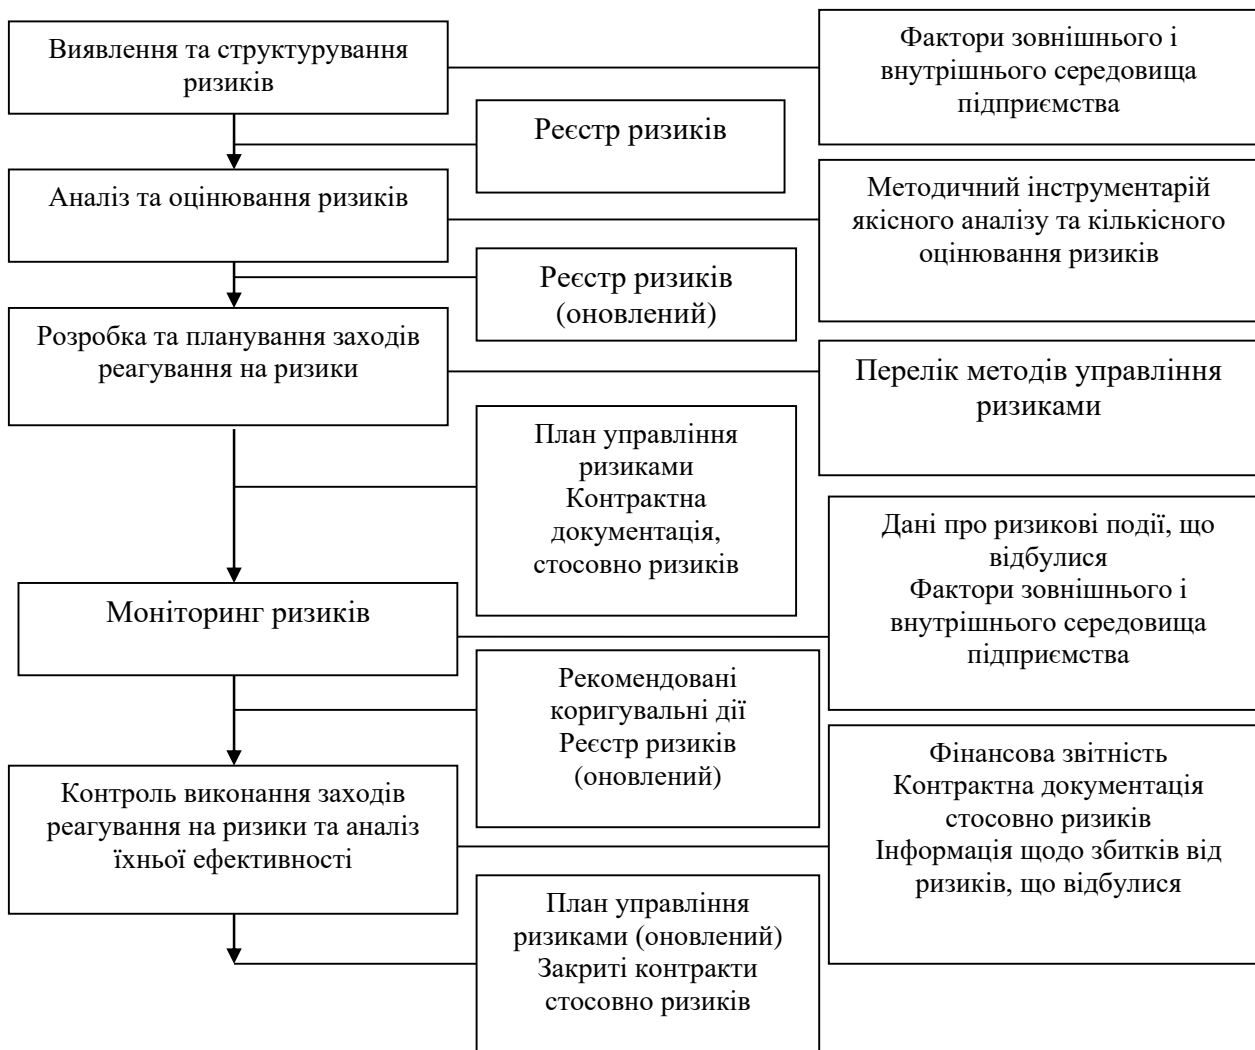 Виявлення та структурування
ризиків
Фактори зовнішнього і
внутрішнього середовища
підприємства
Реєстр ризиків
Аналіз та оцінювання ризиків
Методичний інструментарій
якісного аналізу та кількісного
оцінювання ризиків
Реєстр ризиків
(оновлений)
Розробка та планування заходів
реагування на ризики
Перелік методів управління
ризиками
План управління
ризиками
Контрактна
документація,
стосовно ризиків
Дані про ризикові події, що
відбулися
Фактори зовнішнього і
внутрішнього середовища
підприємства
Моніторинг ризиків
Рекомендовані
коригувальні дії
Реєстр ризиків
(оновлений)
Фінансова звітність
Контрактна документація
стосовно ризиків
Інформація щодо збитків від
ризиків, що відбулися
Контроль виконання заходів
реагування на ризики та аналіз
їхньої ефективності
План управління
ризиками (оновлений)
Закриті контракти
стосовно ризиків